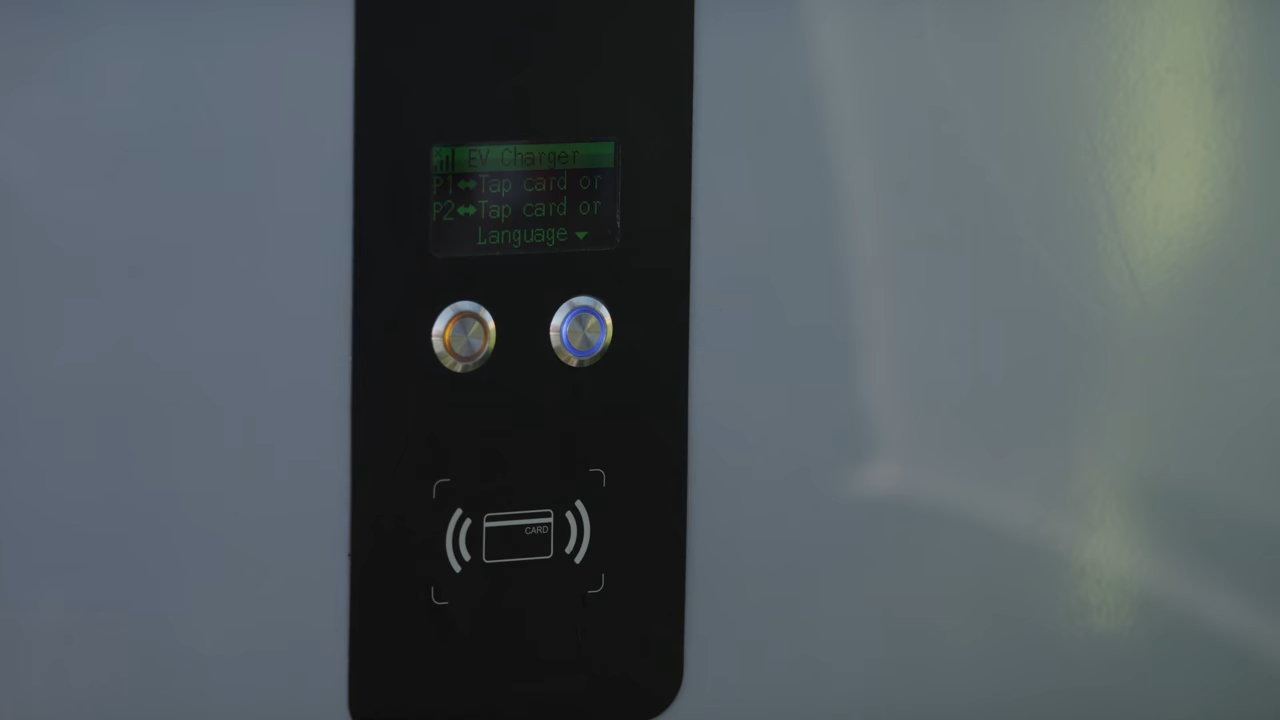 EV Charger
P1↔Tap card or
P2↔Tap card or
Language ▼
CARD